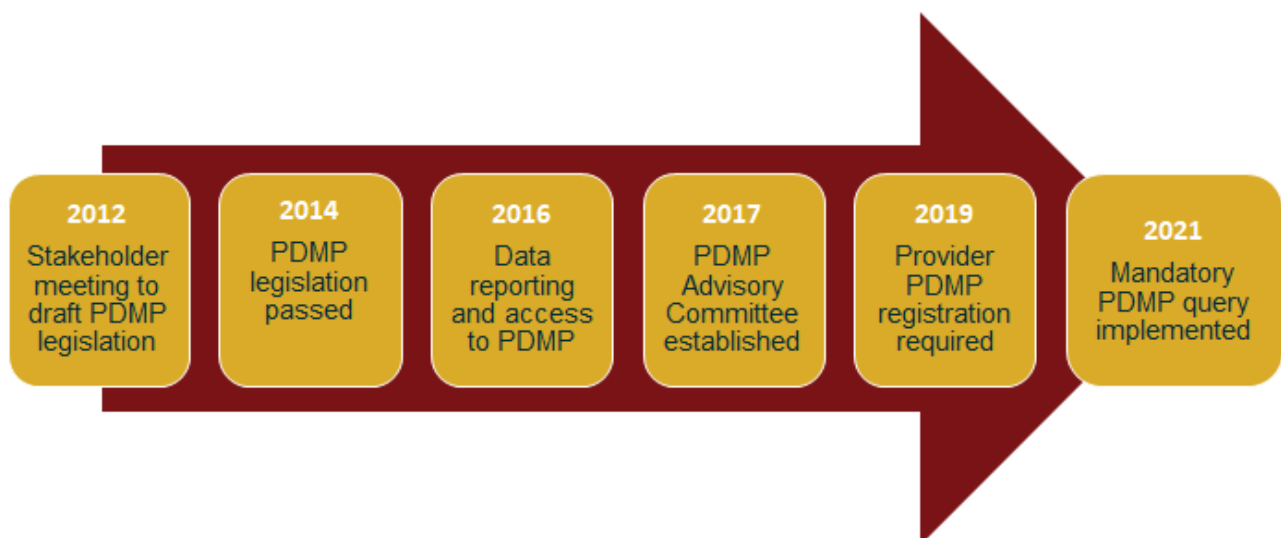 2012
Stakeholder
meeting to
draft PDMP
legislation
2014
PDMP
legislation
passed
2016
Data
reporting
and access
to PDMP
2017
PDMP
Advisory
Committee
established
2019
Provider
PDMP
registration
required
2021
Mandatory
PDMP query
implemented